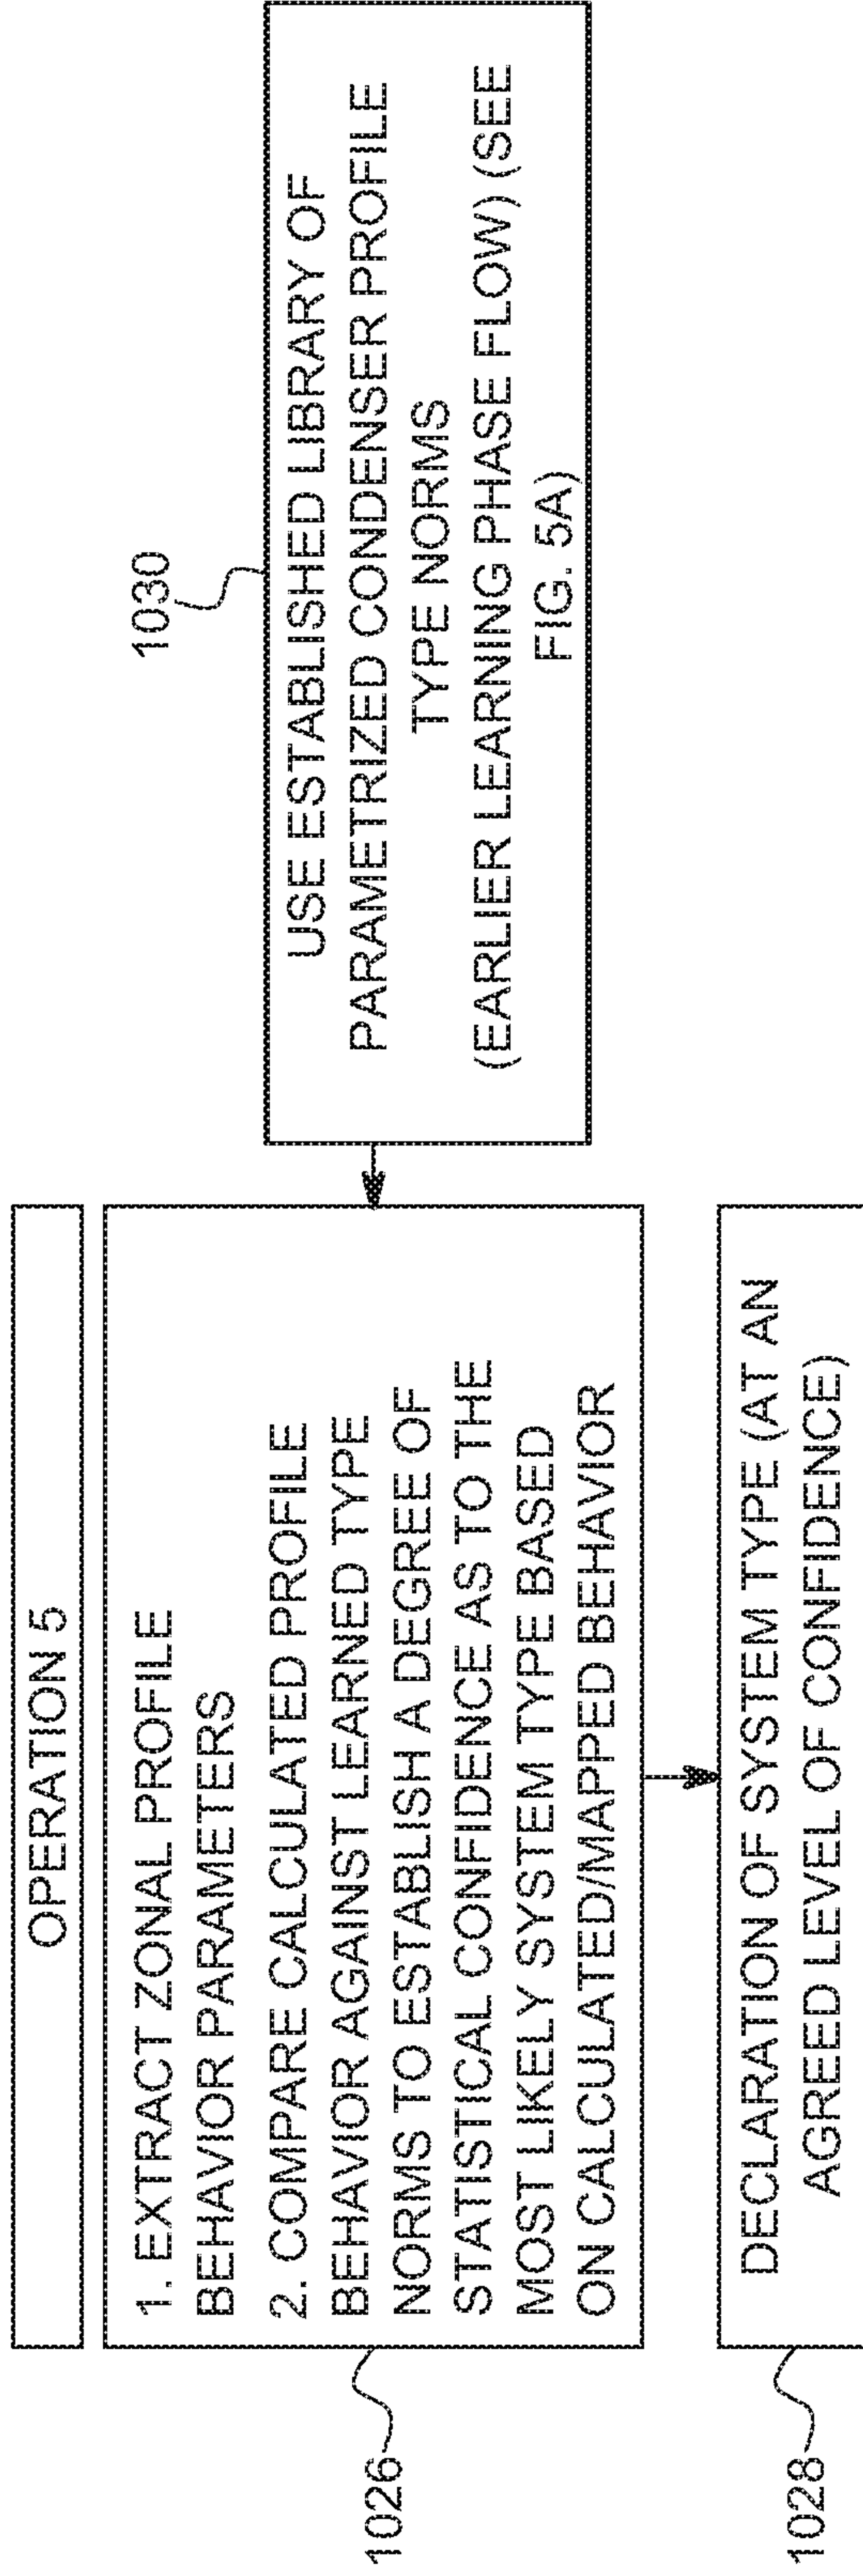 OPERATION 5
1026
1. EXTRACT ZONAL PROFILE
BEHAVIOR PARAMETERS
2. COMPARE CALCULATED PROFILE
BEHAVIOR AGAINST LEARNED TYPE
NORMS TO ESTABLISH A DEGREE OF
STATISTICAL CONFIDENCE AS TO THE
MOST LIKELY SYSTEM TYPE BASED
ON CALCULATED/MAPPED BEHAVIOR
1030
USE ESTABLISHED LIBRARY OF
PARAMETRIZED CONDENSER PROFILE
TYPE NORMS
(EARLIER LEARNING PHASE FLOW) (SEE
FIG. 5A)
1028
DECLARATION OF SYSTEM TYPE (AT AN
AGREED LEVEL OF CONFIDENCE)